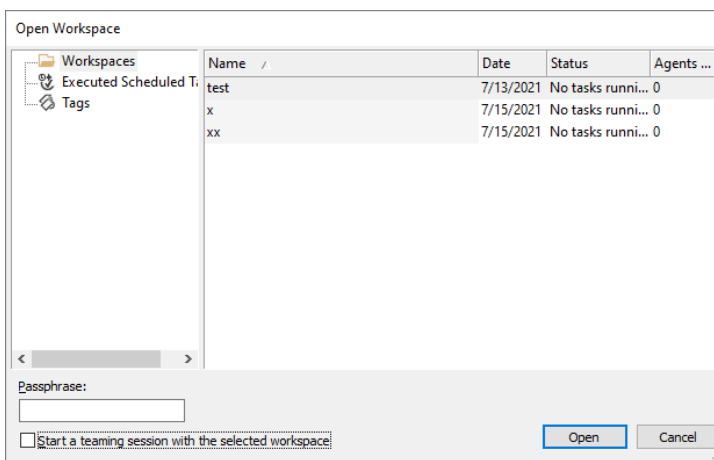 Open Workspace
Workspaces
Executed Scheduled T
Tags
Name Date Status Agents ...
test 7/13/2021 No tasks runni... 0
x 7/15/2021 No tasks runni... 0
xx 7/15/2021 No tasks runni... 0
Passphrase:
Start a teaming session with the selected workspace
Open Cancel